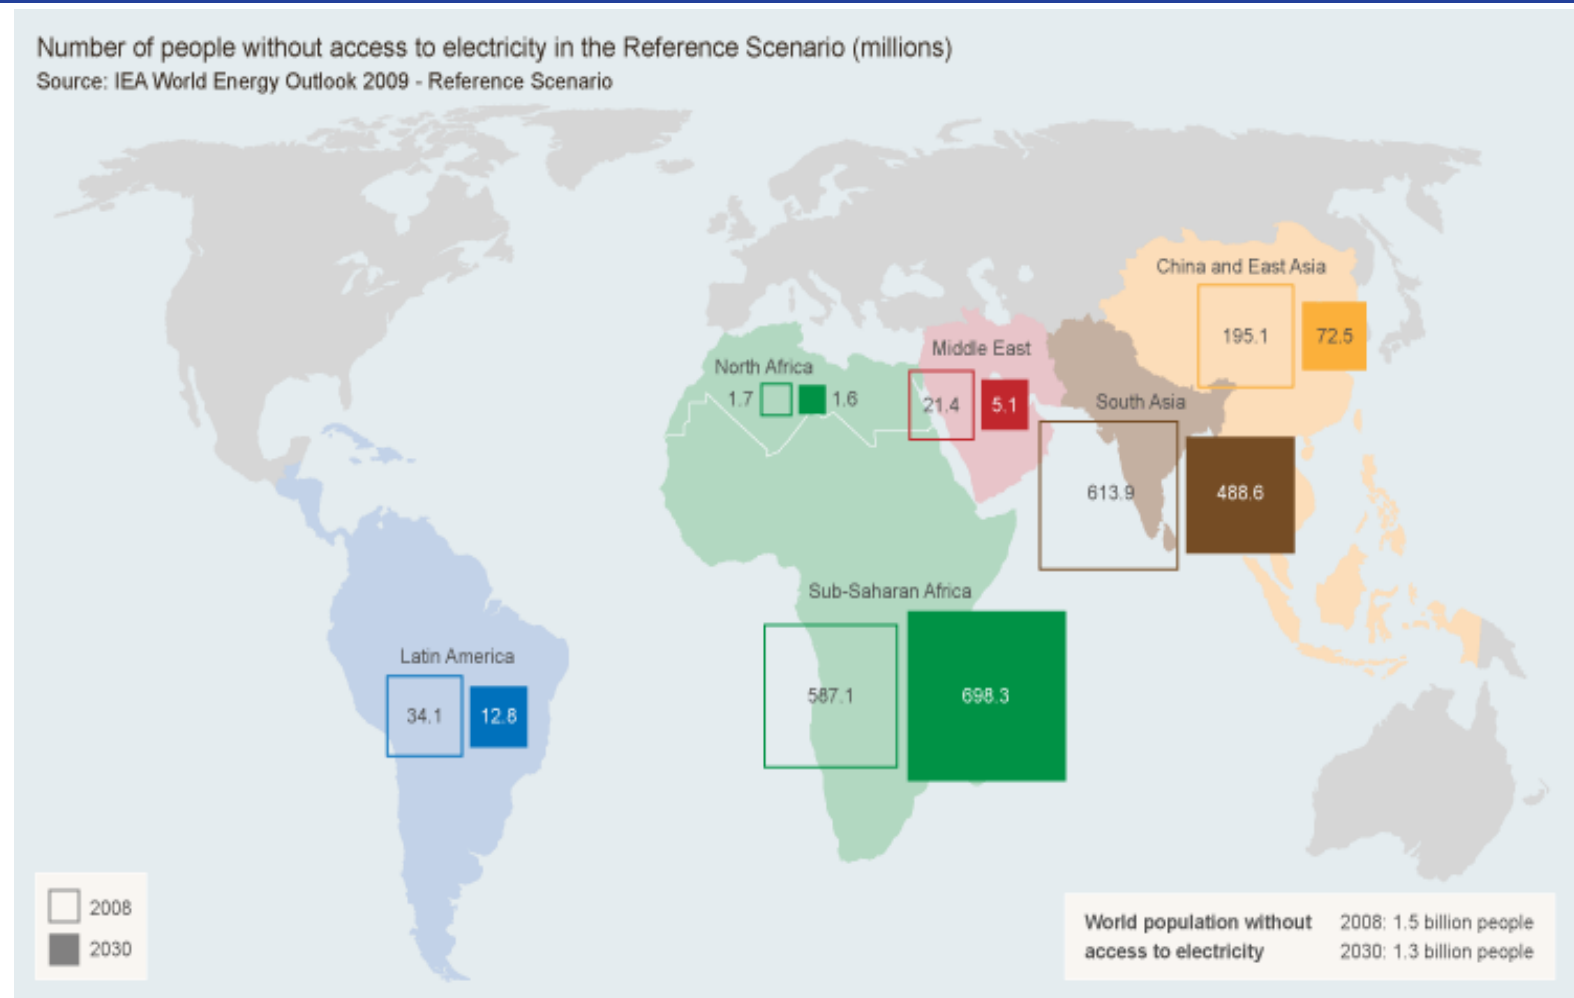 Number of people without access to electricity in the Reference Scenario (millions)
Source: IEA World Energy Outlook 2009 - Reference Scenario
China and East Asia
195.1 72.5
Middle East
21.4 5.1
North Africa
1.7 1.6
South Asia
613.9 488.6
Sub-Saharan Africa
587.1 698.3
Latin America
34.1 12.8
2008
2030
World population without 2008: 1.5 billion people
access to electricity 2030: 1.3 billion people